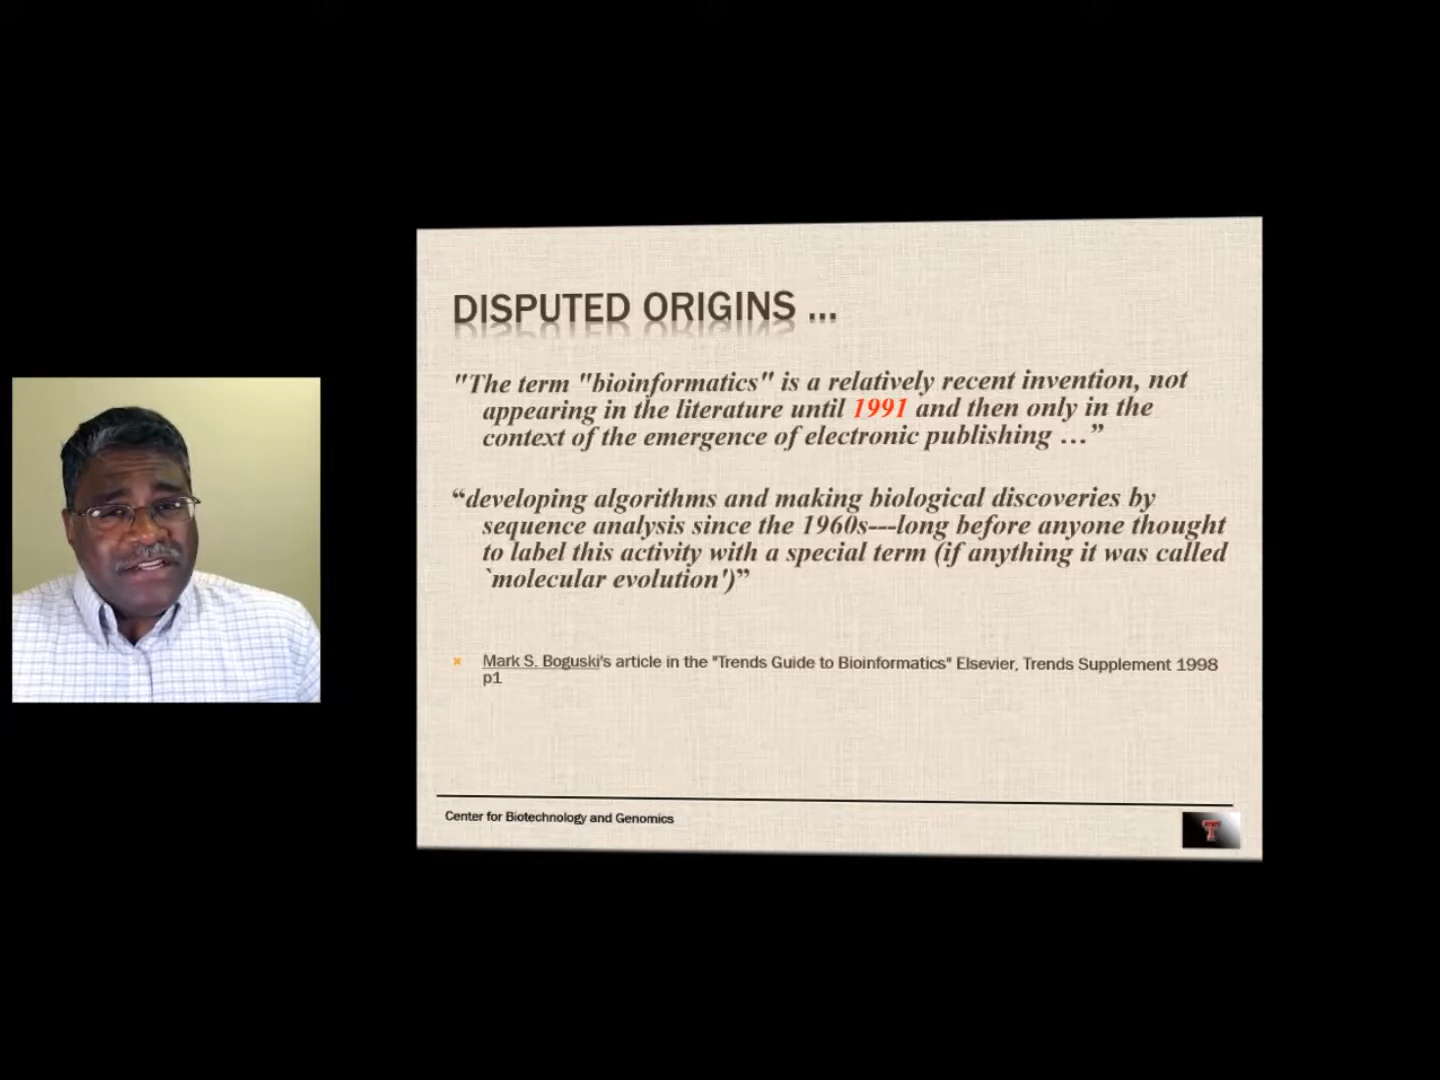 DISPUTED ORIGINS ...
"The term "bioinformatics" is a relatively recent invention, not
appearing in the literature until 1991 and then only in the
context of the emergence of electronic publishing …”
“developing algorithms and making biological discoveries by
sequence analysis since the 1960s---long before anyone thought
to label this activity with a special term (if anything it was called
`molecular evolution')”
Mark S. Boguski's article in the "Trends Guide to Bioinformatics" Elsevier, Trends Supplement 1998
p1
Center for Biotechnology and Genomics
T